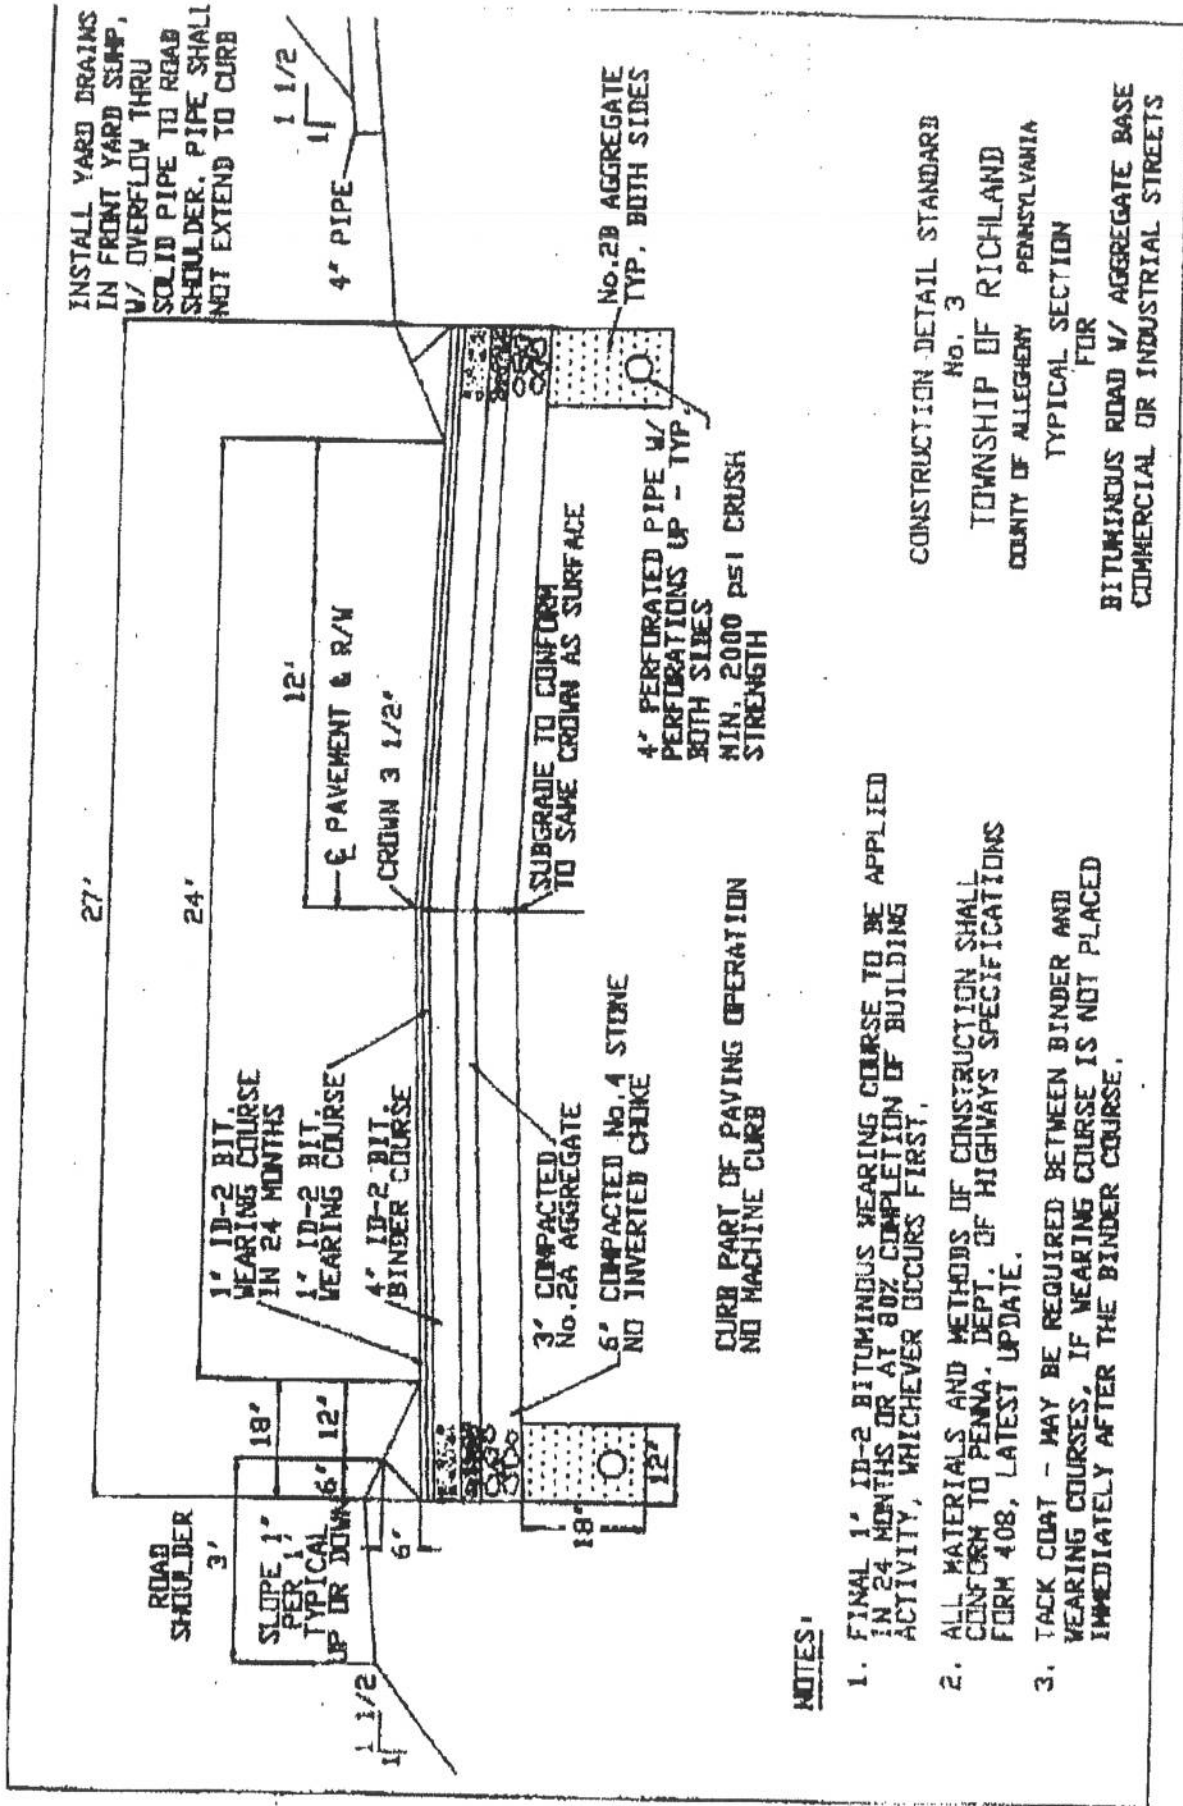 INSTALL YARD DRAINS
IN FRONT YARD SUMP,
W/ OVERFLOW THRU
SOLID PIPE TO ROAD
SHOULDER. PIPE SHALL
NOT EXTEND TO CURB
27'
24'
12'
℄ PAVEMENT & R/W
CROWN 3 1/2"
ROAD
SHOULDER
3'
18"
SLOPE 1"
PER 1'
TYPICAL
UP OR DOWN
6"
12"
6"
1 1/2
1
1" ID-2 BIT.
WEARING COURSE
IN 24 MONTHS
1" ID-2 BIT.
WEARING COURSE
4" ID-2 BIT.
BINDER COURSE
4" PIPE
1 1/2
1
18"
12"
3" COMPACTED
No.2A AGGREGATE
6" COMPACTED No.4 STONE
NO INVERTED CHOKE
SUBGRADE TO CONFORM
TO SAME CROWN AS SURFACE
No.2B AGGREGATE
TYP. BOTH SIDES
4" PERFORATED PIPE W/
PERFORATIONS UP - TYP.
BOTH SIDES
MIN. 2000 psi CRUSH
STRENGTH
CURB PART OF PAVING OPERATION
NO MACHINE CURB
NOTES:
1. FINAL 1" ID-2 BITUMINOUS WEARING COURSE TO BE APPLIED
IN 24 MONTHS OR AT 80% COMPLETION OF BUILDING
ACTIVITY, WHICHEVER OCCURS FIRST.
2. ALL MATERIALS AND METHODS OF CONSTRUCTION SHALL
CONFORM TO PENNA. DEPT. OF HIGHWAYS SPECIFICATIONS
FORM 408, LATEST UPDATE.
3. TACK COAT - MAY BE REQUIRED BETWEEN BINDER AND
WEARING COURSES, IF WEARING COURSE IS NOT PLACED
IMMEDIATELY AFTER THE BINDER COURSE.
CONSTRUCTION DETAIL STANDARD
No. 3
TOWNSHIP OF RICHLAND
COUNTY OF ALLEGHENY PENNSYLVANIA
TYPICAL SECTION
FOR
BITUMINOUS ROAD W/ AGGREGATE BASE
COMMERCIAL OR INDUSTRIAL STREETS